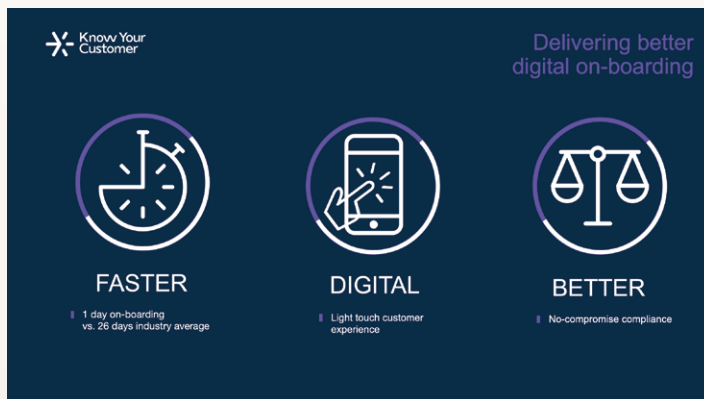 Know Your
Customer
Delivering better
digital on-boarding
FASTER
1 day on-boarding
vs. 26 days industry average
DIGITAL
Light touch customer
experience
BETTER
No-compromise compliance